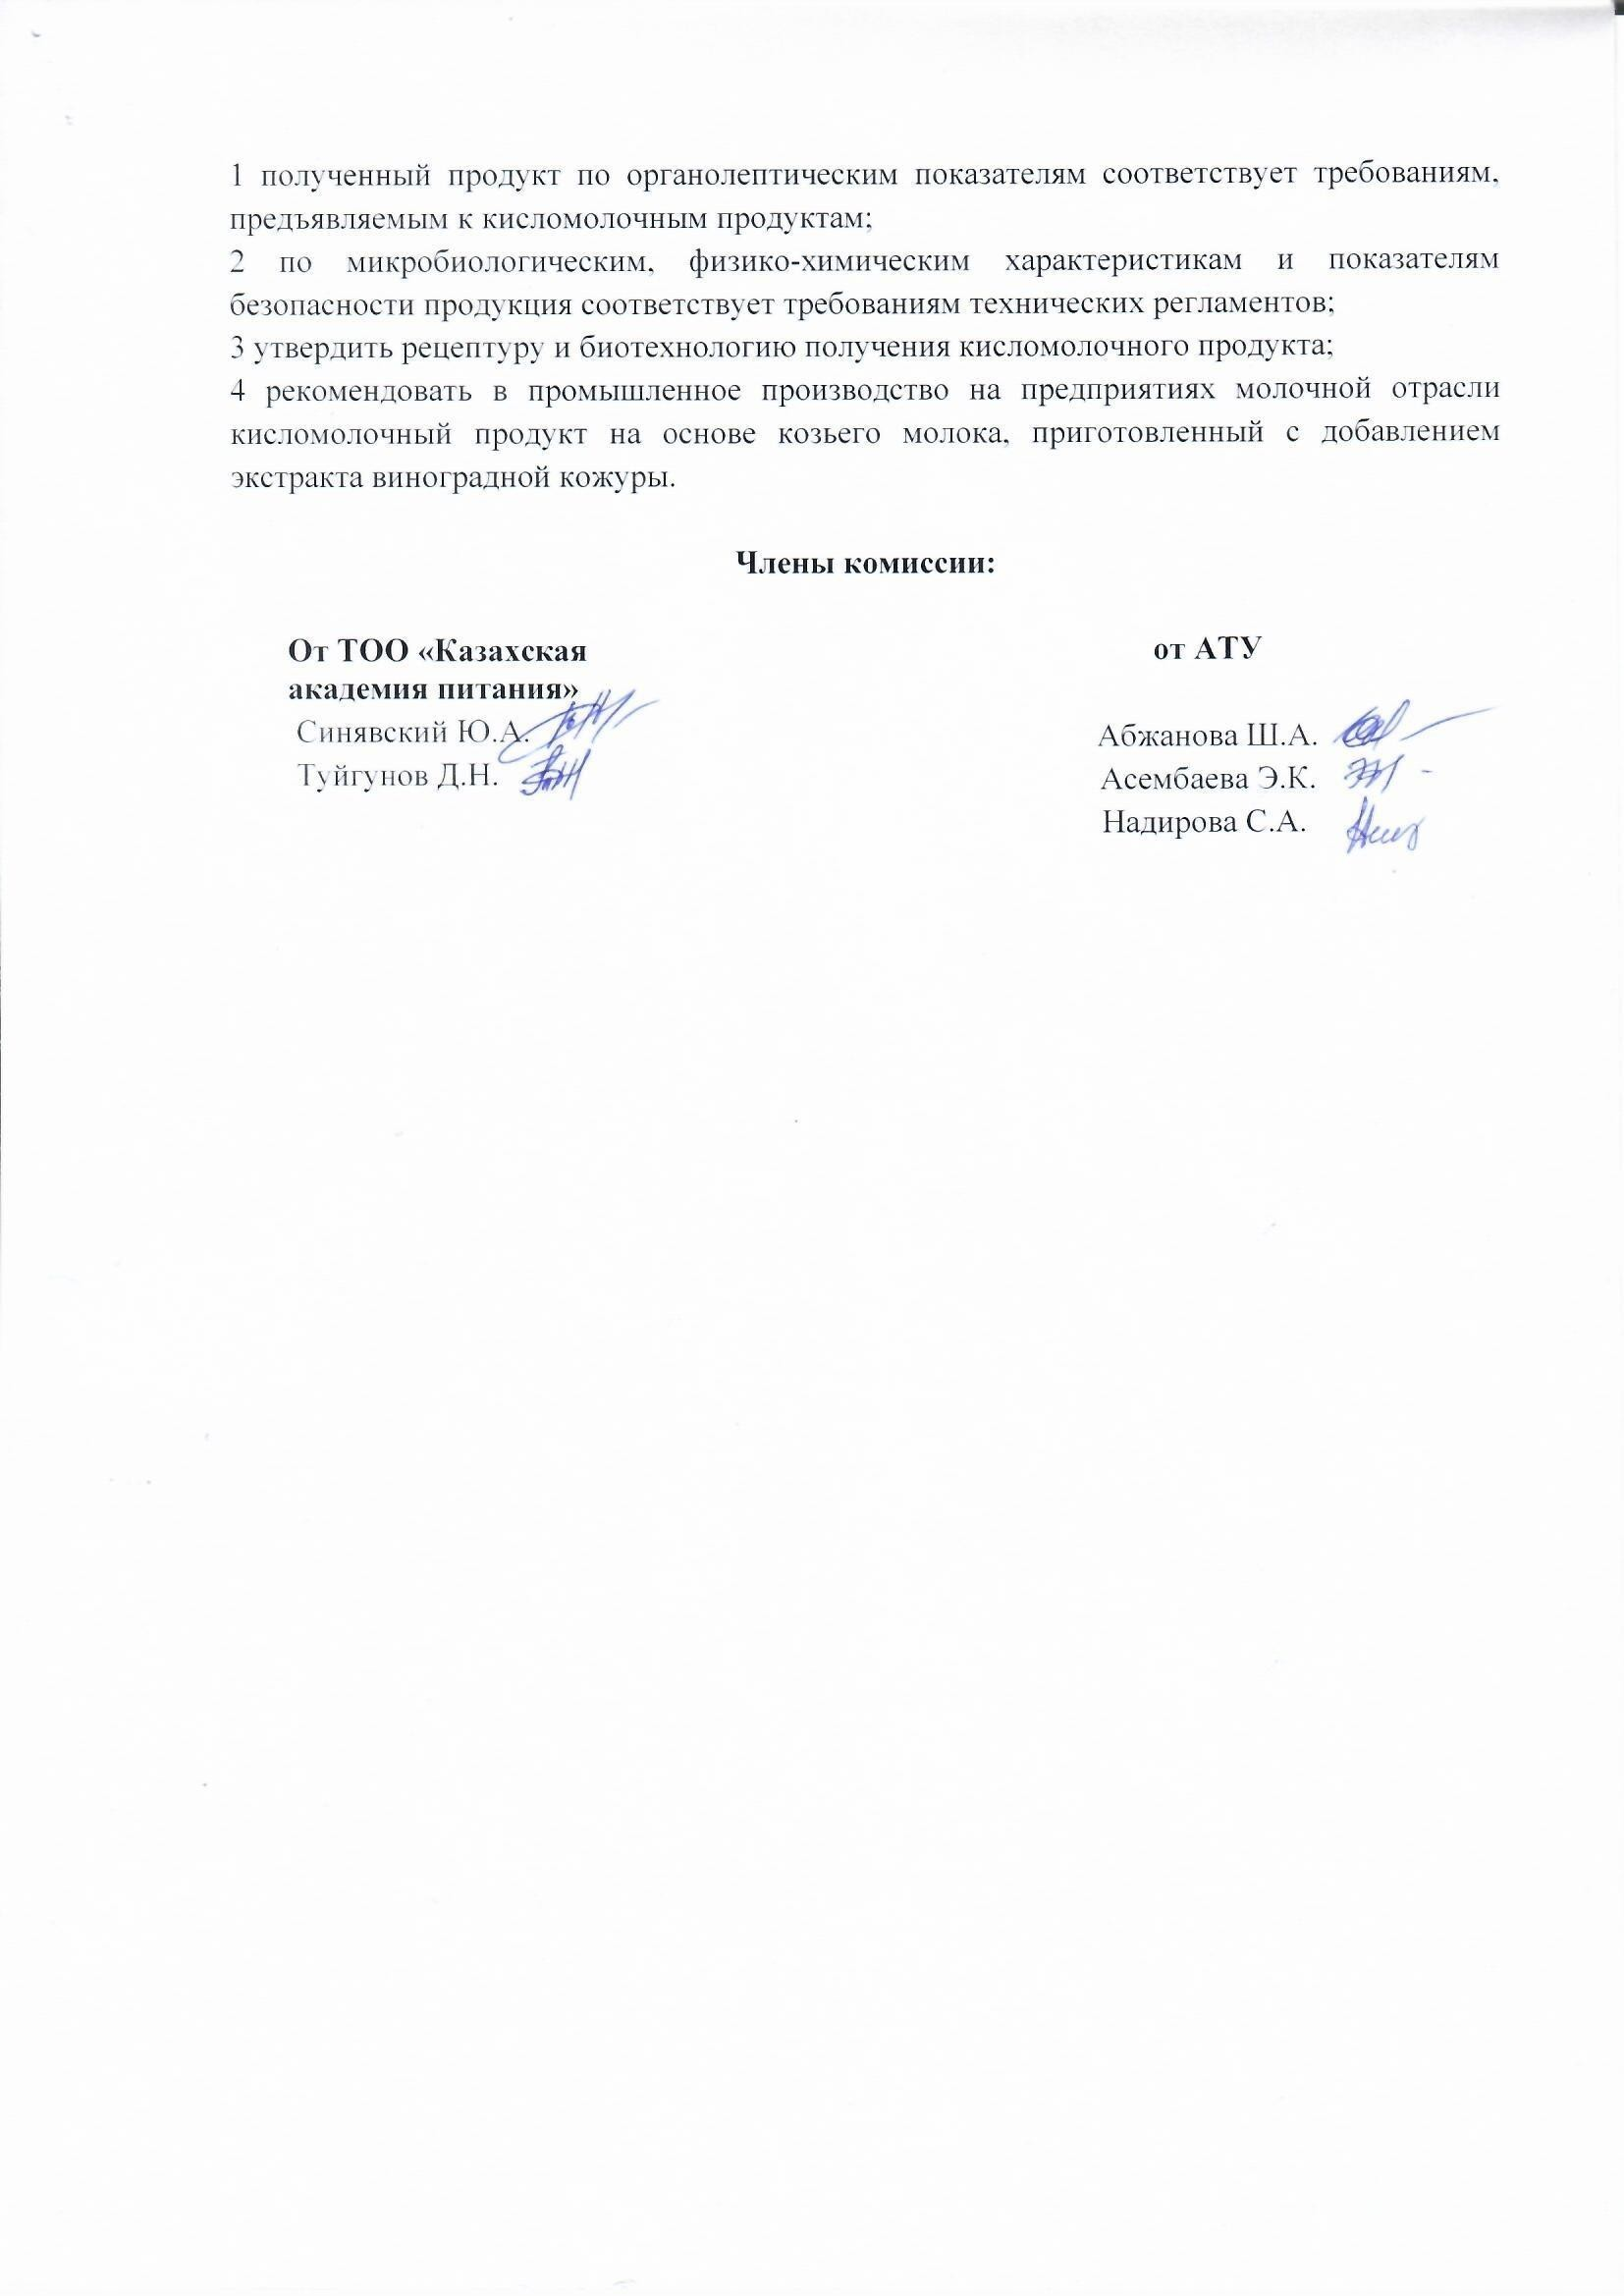 1 полученный продукт по органолептическим показателям соответствует требованиям,
предъявляемым к кисломолочным продуктам;
2 по микробиологическим, физико-химическим характеристикам и показателям
безопасности продукция соответствует требованиям технических регламентов;
3 утвердить рецептуру и биотехнологию получения кисломолочного продукта;
4 рекомендовать в промышленное производство на предприятиях молочной отрасли
кисломолочный продукт на основе козьего молока, приготовленный с добавлением
экстракта виноградной кожуры.
Члены комиссии:
От ТОО «Казахская
академия питания»
Синявский Ю.А.
Туйгунов Д.Н.
от АТУ
Абжанова Ш.А.
Асембаева Э.К.
Надирова С.А.